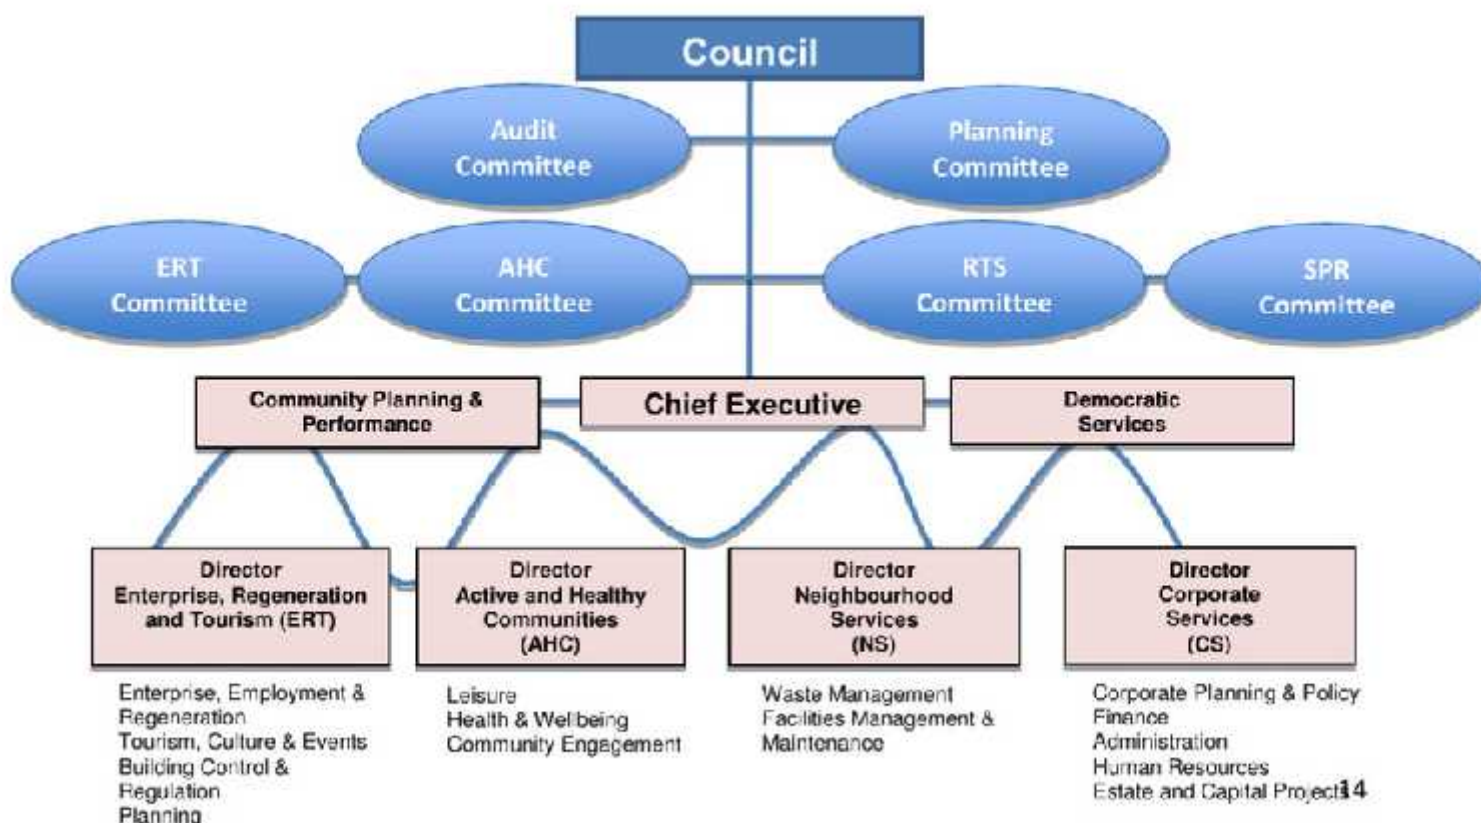 Council
Audit
Committee
Planning
Committee
ERT
Committee
AHC
Committee
RTS
Committee
SPR
Committee
Community Planning &
Performance
Chief Executive
Democratic
Services
Director
Enterprise, Regeneration
and Tourism (ERT)
Director
Active and Healthy
Communities
(AHC)
Director
Neighbourhood
Services
(NS)
Director
Corporate
Services
(CS)
Enterprise, Employment &
Regeneration
Tourism, Culture & Events
Building Control &
Regulation
Planning
Leisure
Health & Wellbeing
Community Engagement
Waste Management
Facilities Management &
Maintenance
Corporate Planning & Policy
Finance
Administration
Human Resources
Estate and Capital Projects
14